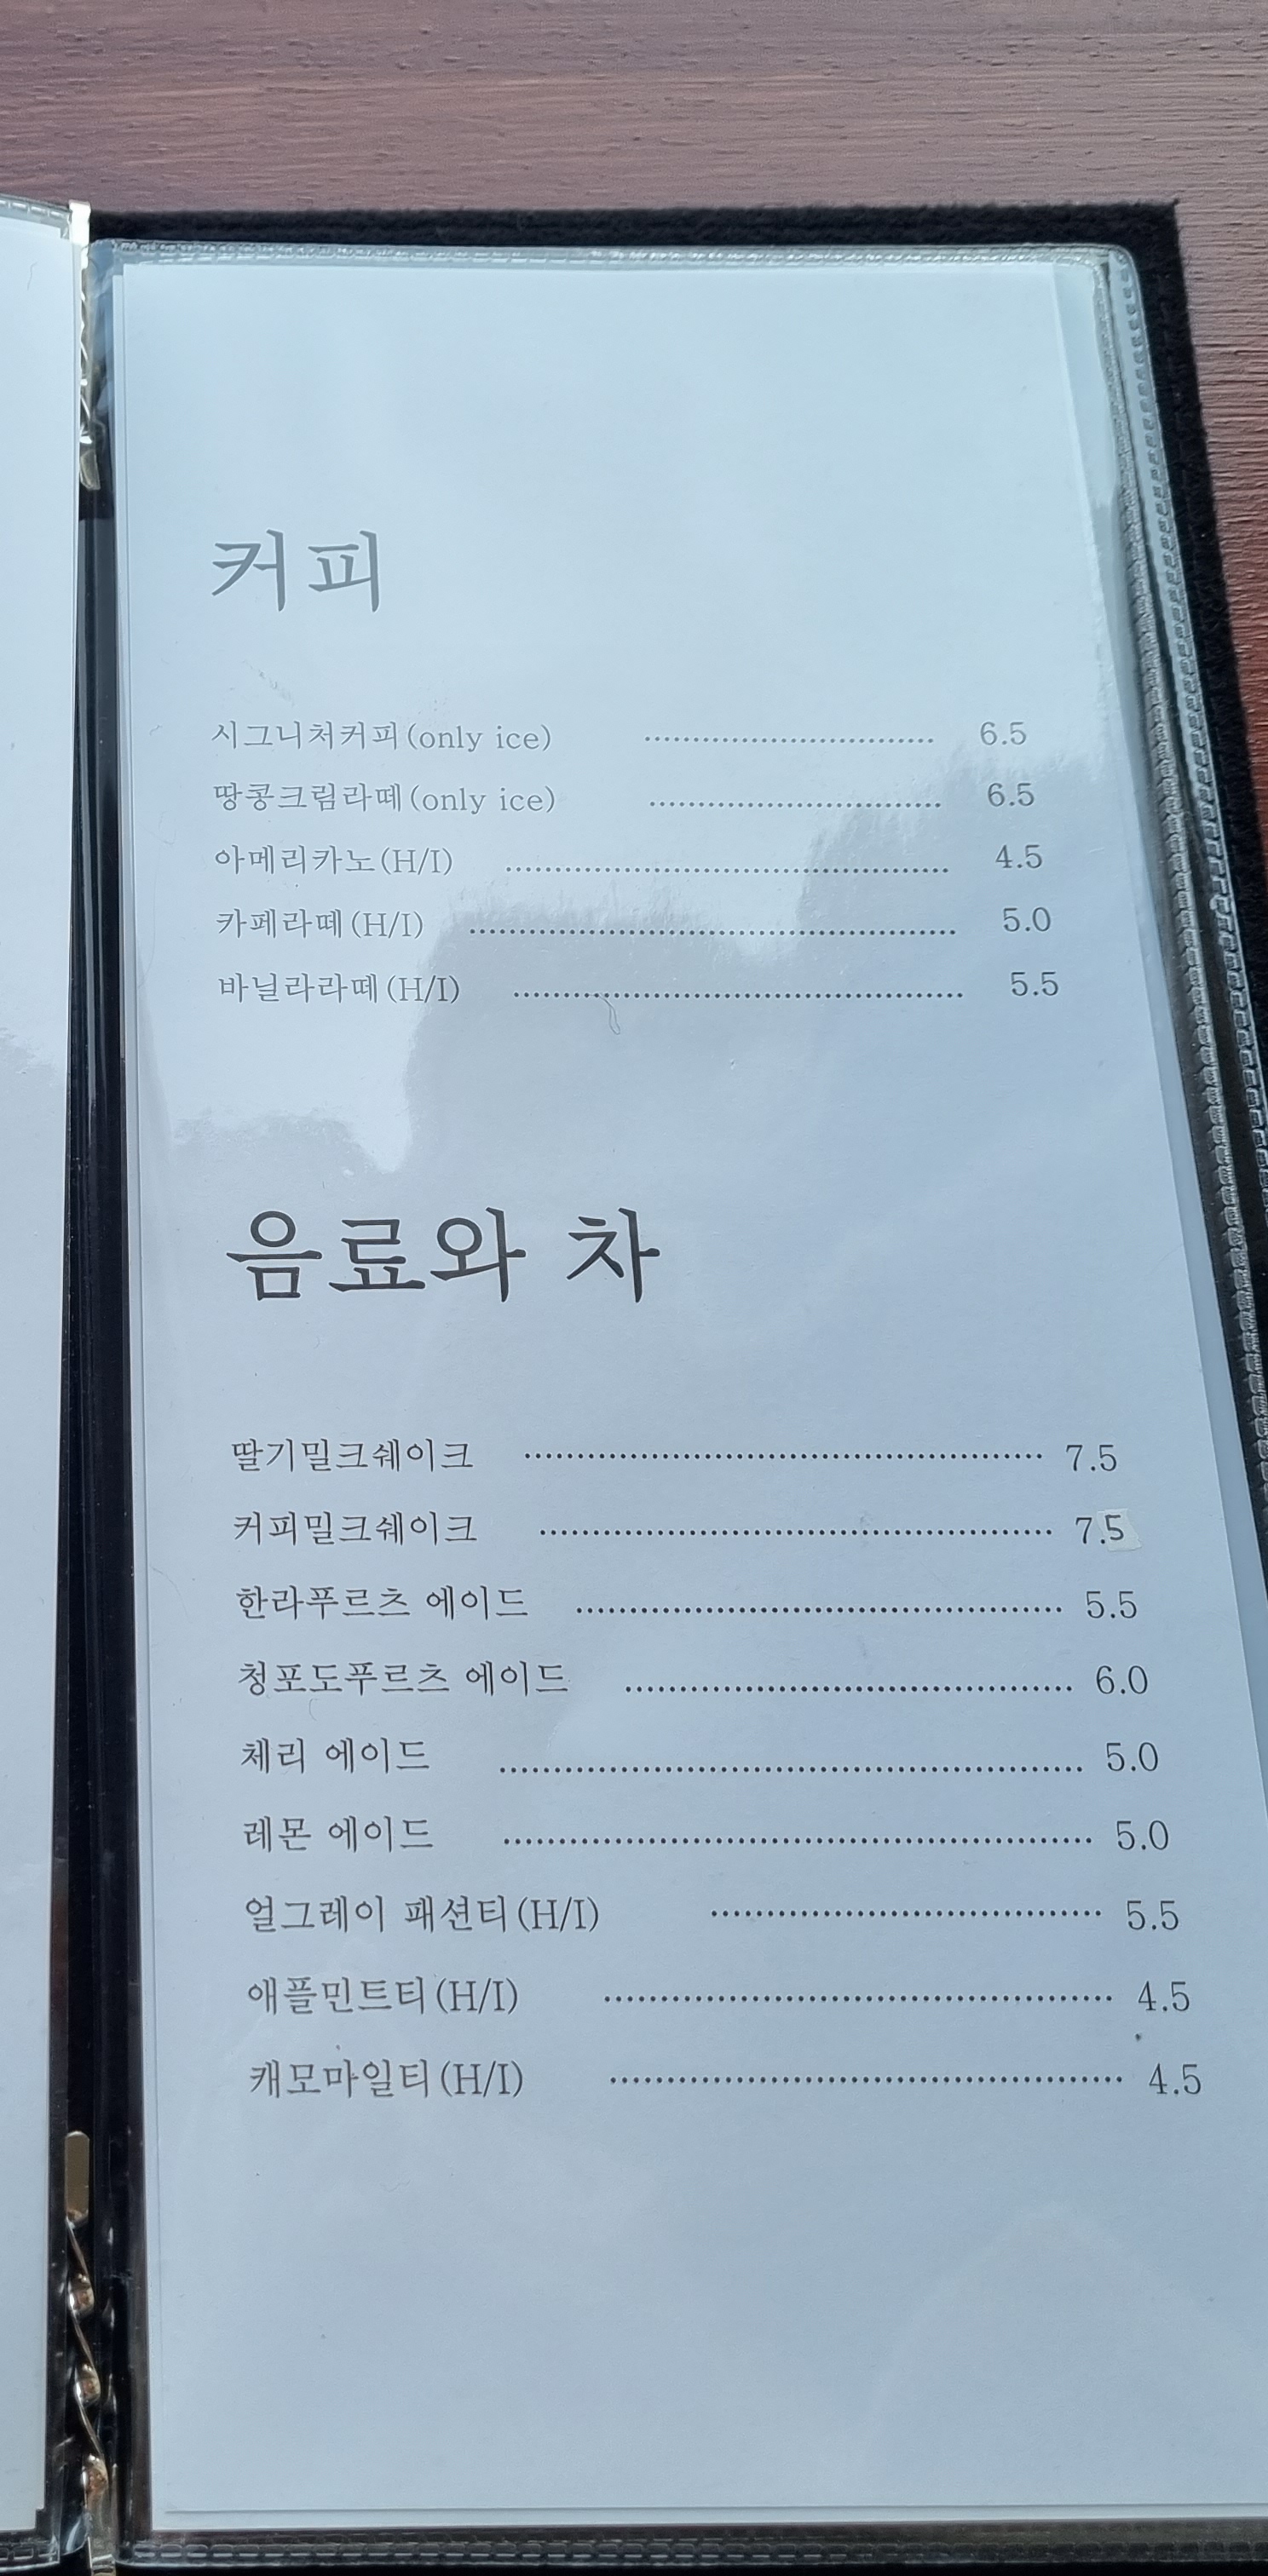 커피
시그니처커피(only ice) ........................ 6.5
땅콩크림라떼(only ice) ........................ 6.5
아메리카노(H/I) ........................ 4.5
카페라떼(H/I) ........................ 5.0
바닐라라떼(H/I) ........................ 5.5
음료와 차
딸기밀크쉐이크 ........................ 7.5
커피밀크쉐이크 ........................ 7.5
한라푸르츠 에이드 ........................ 5.5
청포도푸르츠 에이드 ........................ 6.0
체리 에이드 ........................ 5.0
레몬 에이드 ........................ 5.0
얼그레이 패션티(H/I) ........................ 5.5
애플민트티(H/I) ........................ 4.5
캐모마일티(H/I) ........................ 4.5